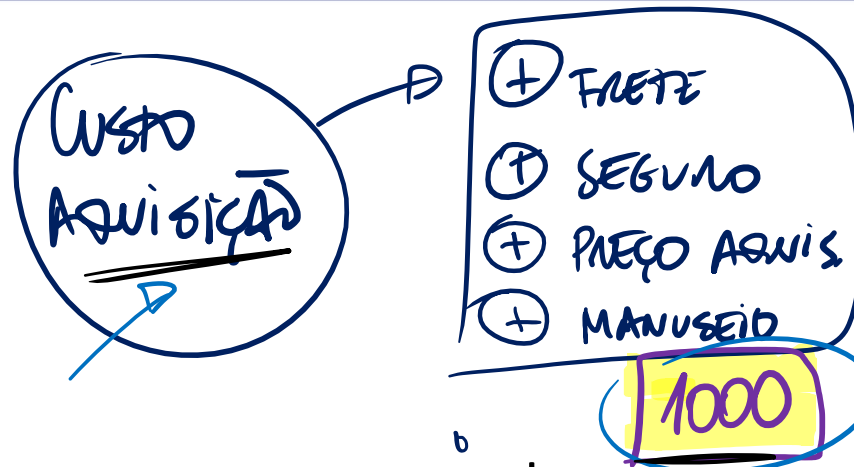 CUSTO
AQUISIÇÃO
+ FRETE
+ SEGURO
+ PREÇO AQUIS.
+ MANUSEIO
1000